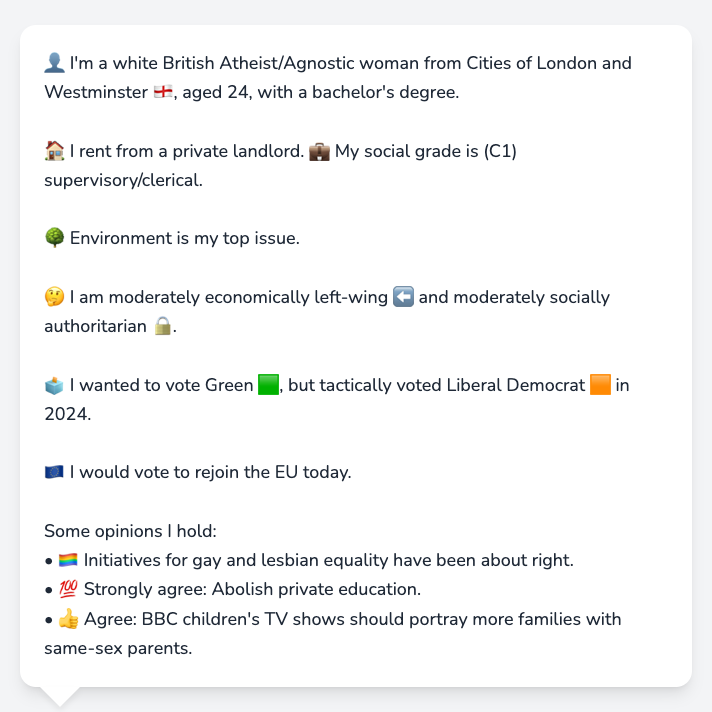 👤 I'm a white British Atheist/Agnostic woman from Cities of London and
Westminster 🏴󠁧󠁢󠁥󠁮󠁧󠁿, aged 24, with a bachelor's degree.
🏠 I rent from a private landlord. 💼 My social grade is (C1)
supervisory/clerical.
🌳 Environment is my top issue.
🤔 I am moderately economically left-wing ⬅️ and moderately socially
authoritarian 🔒.
🗳️ I wanted to vote Green 🟩, but tactically voted Liberal Democrat 🟧 in
2024.
🇪🇺 I would vote to rejoin the EU today.
Some opinions I hold:
• 🏳️‍🌈 Initiatives for gay and lesbian equality have been about right.
• 💯 Strongly agree: Abolish private education.
• 👍 Agree: BBC children's TV shows should portray more families with
same-sex parents.